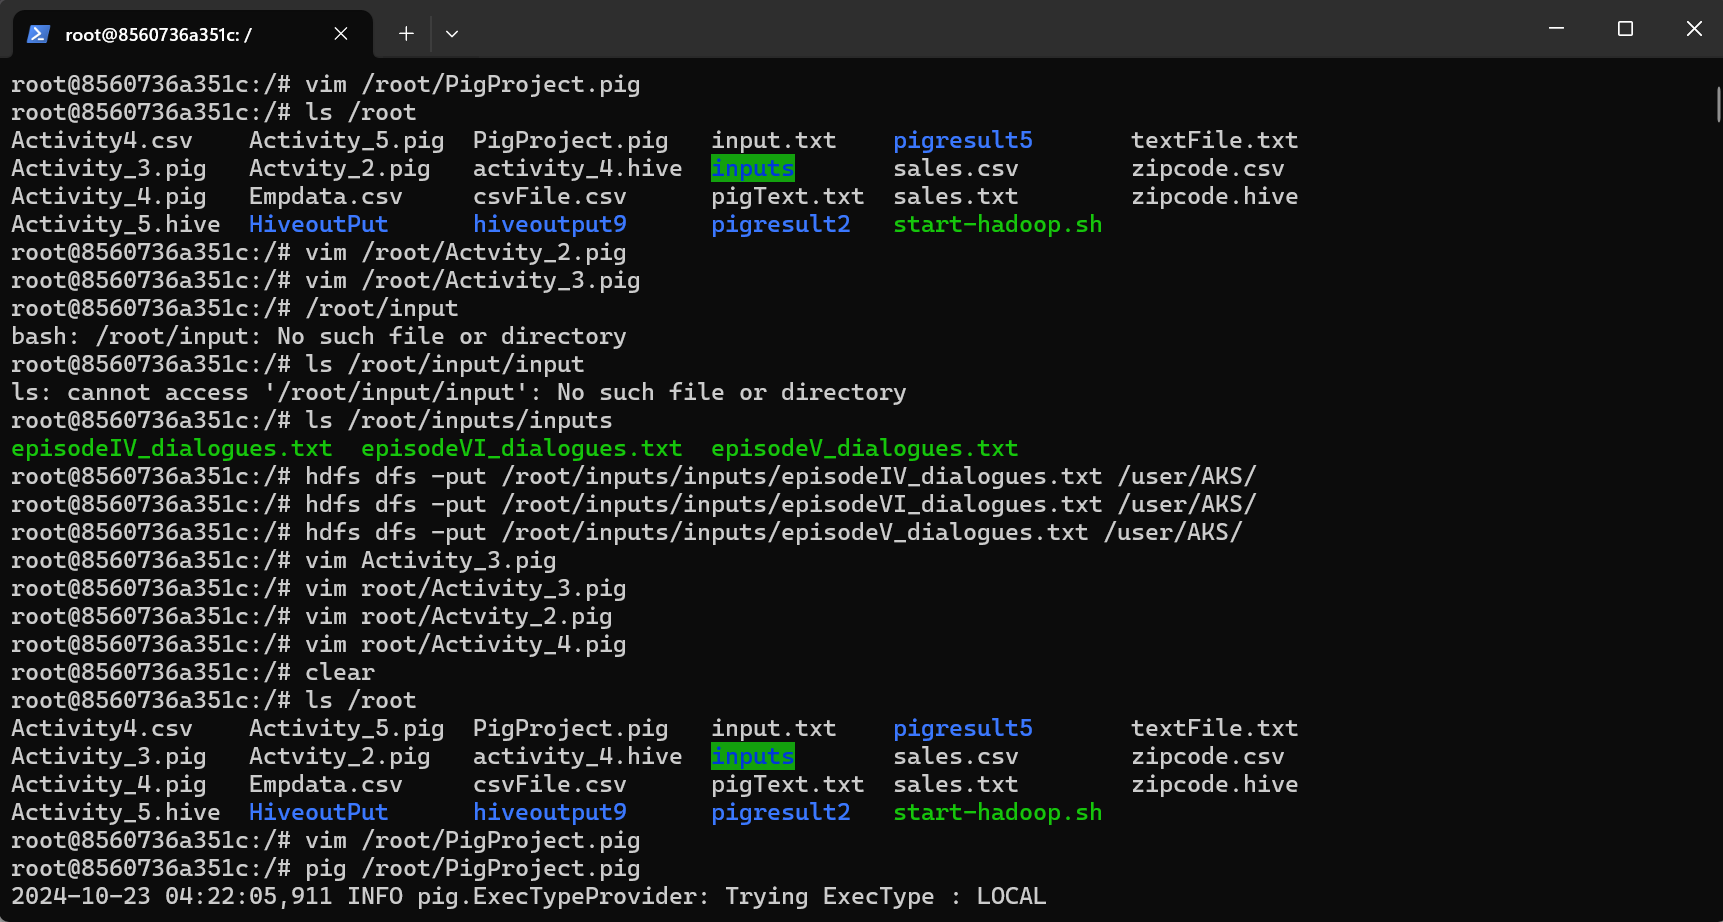 root@8560736a351c: /
root@8560736a351c:/# vim /root/PigProject.pig
root@8560736a351c:/# ls /root
Activity4.csv    Activity_5.pig  PigProject.pig   input.txt    pigresult5       textFile.txt
Activity_3.pig   Actvity_2.pig   activity_4.hive  inputs       sales.csv        zipcode.csv
Activity_4.pig   Empdata.csv     csvFile.csv      pigText.txt  sales.txt        zipcode.hive
Activity_5.hive  HiveoutPut      hiveoutput9      pigresult2   start-hadoop.sh
root@8560736a351c:/# vim /root/Actvity_2.pig
root@8560736a351c:/# vim /root/Activity_3.pig
root@8560736a351c:/# /root/input
bash: /root/input: No such file or directory
root@8560736a351c:/# ls /root/input/input
ls: cannot access '/root/input/input': No such file or directory
root@8560736a351c:/# ls /root/inputs/inputs
episodeIV_dialogues.txt  episodeVI_dialogues.txt  episodeV_dialogues.txt
root@8560736a351c:/# hdfs dfs -put /root/inputs/inputs/episodeIV_dialogues.txt /user/AKS/
root@8560736a351c:/# hdfs dfs -put /root/inputs/inputs/episodeVI_dialogues.txt /user/AKS/
root@8560736a351c:/# hdfs dfs -put /root/inputs/inputs/episodeV_dialogues.txt /user/AKS/
root@8560736a351c:/# vim Activity_3.pig
root@8560736a351c:/# vim root/Activity_3.pig
root@8560736a351c:/# vim root/Actvity_2.pig
root@8560736a351c:/# vim root/Activity_4.pig
root@8560736a351c:/# clear
root@8560736a351c:/# ls /root
Activity4.csv    Activity_5.pig  PigProject.pig   input.txt    pigresult5       textFile.txt
Activity_3.pig   Actvity_2.pig   activity_4.hive  inputs       sales.csv        zipcode.csv
Activity_4.pig   Empdata.csv     csvFile.csv      pigText.txt  sales.txt        zipcode.hive
Activity_5.hive  HiveoutPut      hiveoutput9      pigresult2   start-hadoop.sh
root@8560736a351c:/# vim /root/PigProject.pig
root@8560736a351c:/# pig /root/PigProject.pig
2024-10-23 04:22:05,911 INFO pig.ExecTypeProvider: Trying ExecType : LOCAL